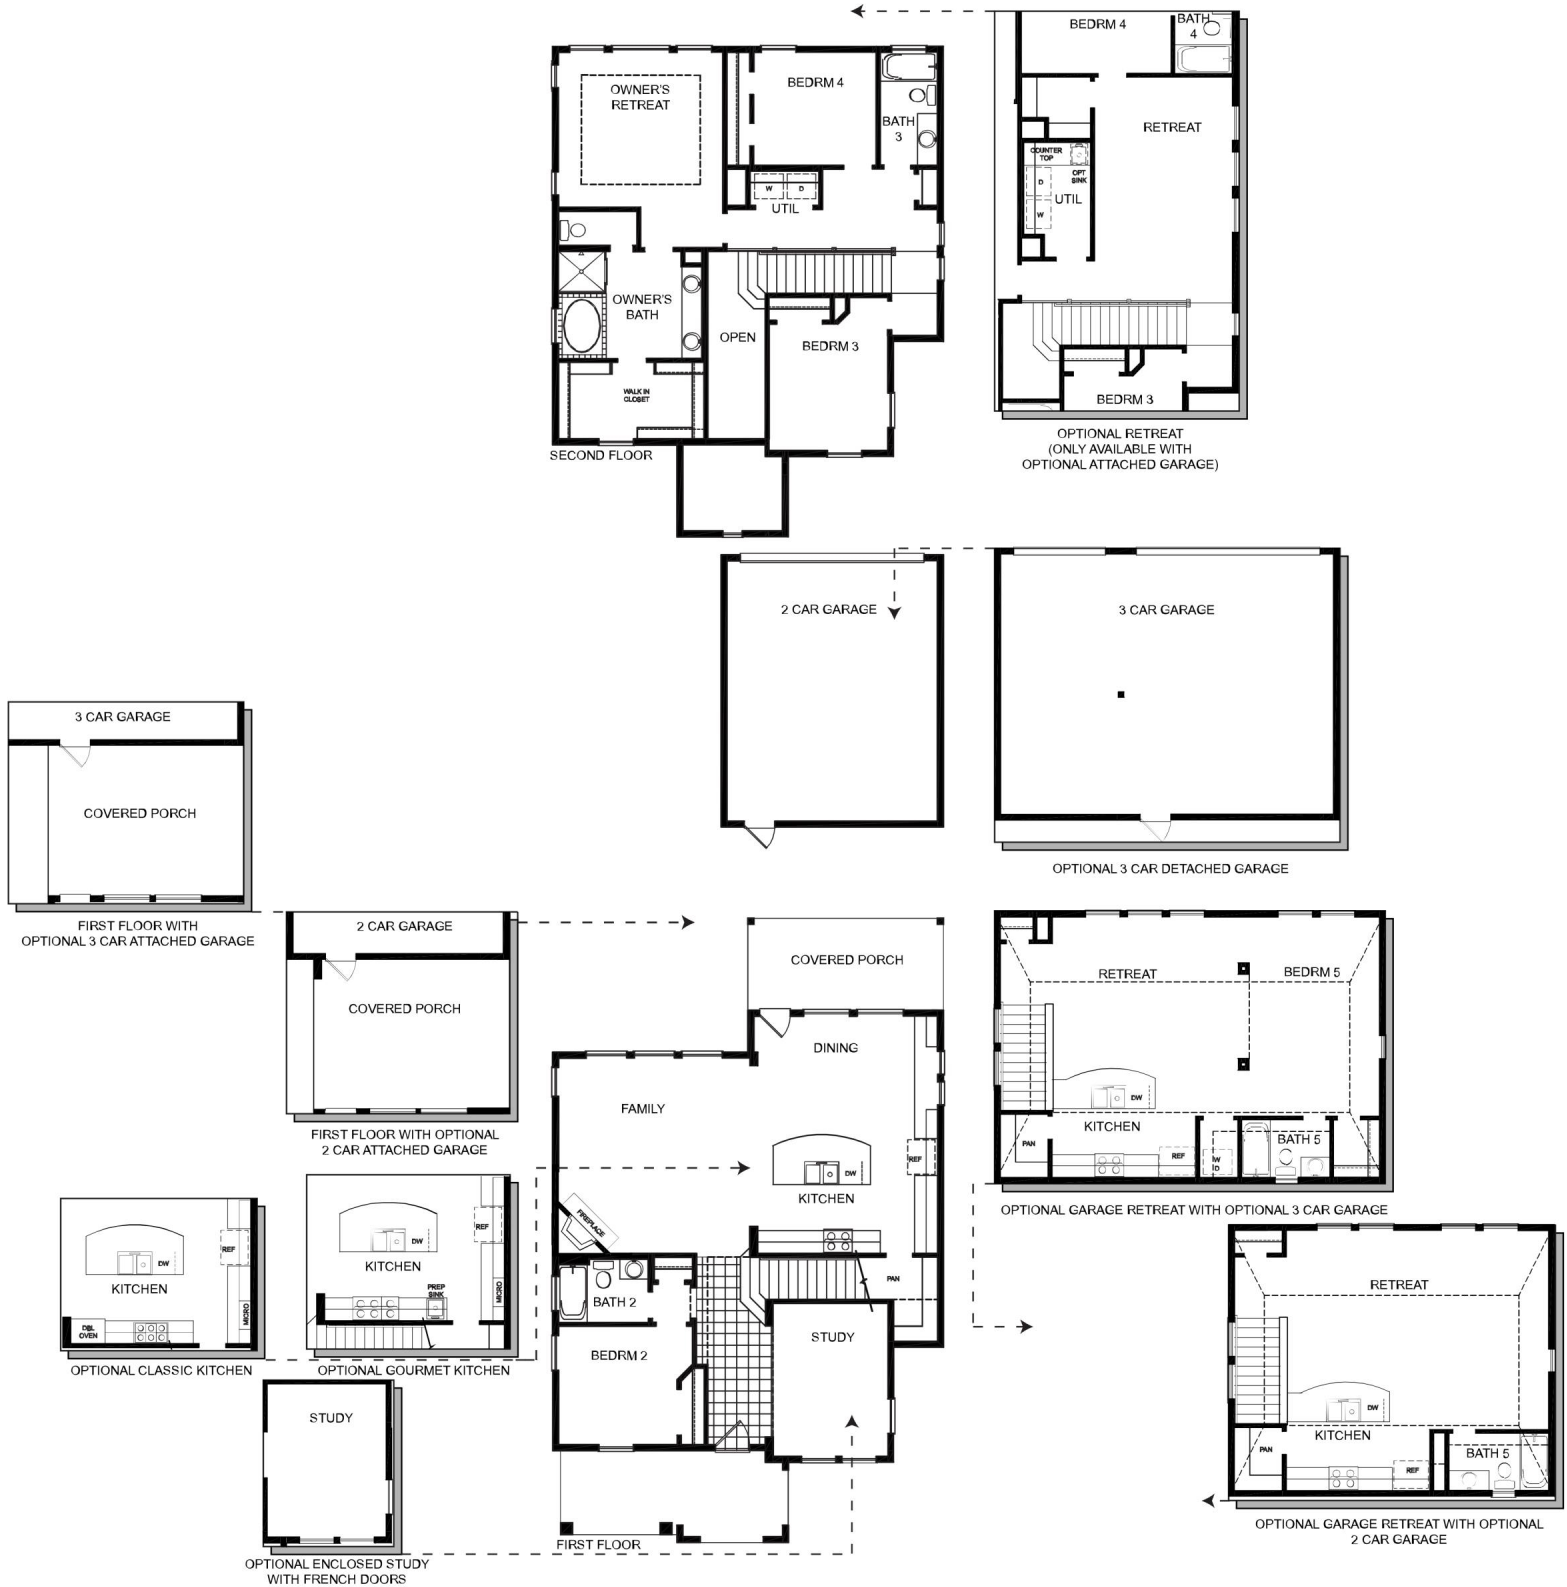 BEDRM 4
BATH
4
RETREAT
COUNTER
TOP
OPT
SINK
D
UTIL
W
BEDRM 3
OPTIONAL RETREAT
(ONLY AVAILABLE WITH
OPTIONAL ATTACHED GARAGE)
OWNER'S
RETREAT
BEDRM 4
BATH
3
W
D
UTIL
OWNER'S
BATH
OPEN
BEDRM 3
WALK IN
CLOSET
SECOND FLOOR
2 CAR GARAGE
3 CAR GARAGE
OPTIONAL 3 CAR DETACHED GARAGE
3 CAR GARAGE
COVERED PORCH
FIRST FLOOR WITH
OPTIONAL 3 CAR ATTACHED GARAGE
2 CAR GARAGE
COVERED PORCH
FIRST FLOOR WITH OPTIONAL
2 CAR ATTACHED GARAGE
COVERED PORCH
DINING
FAMILY
REF
DW
KITCHEN
FIREPLACE
PAN
BATH 2
STUDY
BEDRM 2
FIRST FLOOR
RETREAT
BEDRM 5
DW
KITCHEN
PAN
REF
W
D
BATH 5
OPTIONAL GARAGE RETREAT WITH OPTIONAL 3 CAR GARAGE
REF
DW
KITCHEN
MICRO
DBL
OVEN
OPTIONAL CLASSIC KITCHEN
REF
DW
KITCHEN
PREP
SINK
MICRO
OPTIONAL GOURMET KITCHEN
STUDY
OPTIONAL ENCLOSED STUDY
WITH FRENCH DOORS
RETREAT
DW
KITCHEN
PAN
REF
BATH 5
OPTIONAL GARAGE RETREAT WITH OPTIONAL
2 CAR GARAGE